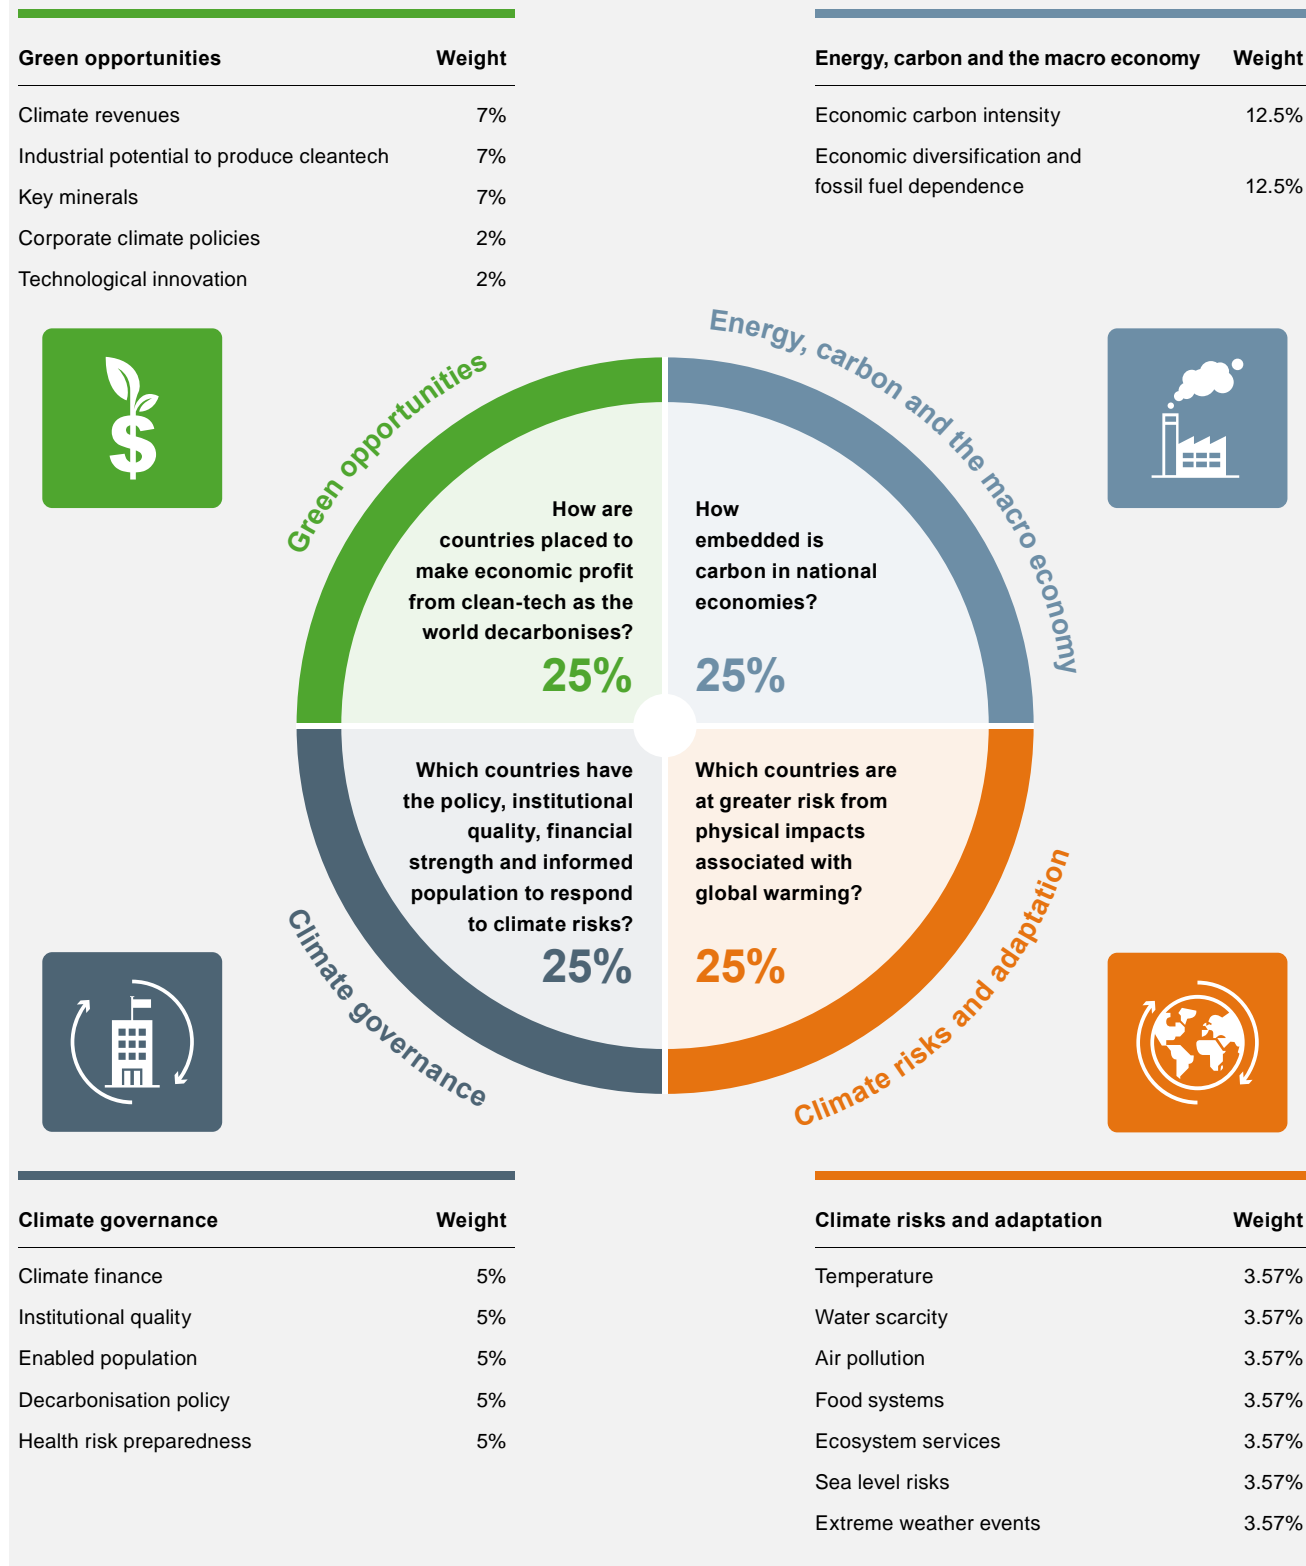 Green opportunities Weight
Climate revenues 7%
Industrial potential to produce cleantech 7%
Key minerals 7%
Corporate climate policies 2%
Technological innovation 2%
Energy, carbon and the macro economy Weight
Economic carbon intensity 12.5%
Economic diversification and
fossil fuel dependence 12.5%
Green opportunities
Energy, carbon and the macro economy
How are
countries placed to
make economic profit
from clean-tech as the
world decarbonises?
25%
How
embedded is
carbon in national
economies?
25%
Which countries have
the policy, institutional
quality, financial
strength and informed
population to respond
to climate risks?
25%
Which countries are
at greater risk from
physical impacts
associated with
global warming?
25%
Climate governance
Climate risks and adaptation
Climate governance Weight
Climate finance 5%
Institutional quality 5%
Enabled population 5%
Decarbonisation policy 5%
Health risk preparedness 5%
Climate risks and adaptation Weight
Temperature 3.57%
Water scarcity 3.57%
Air pollution 3.57%
Food systems 3.57%
Ecosystem services 3.57%
Sea level risks 3.57%
Extreme weather events 3.57%